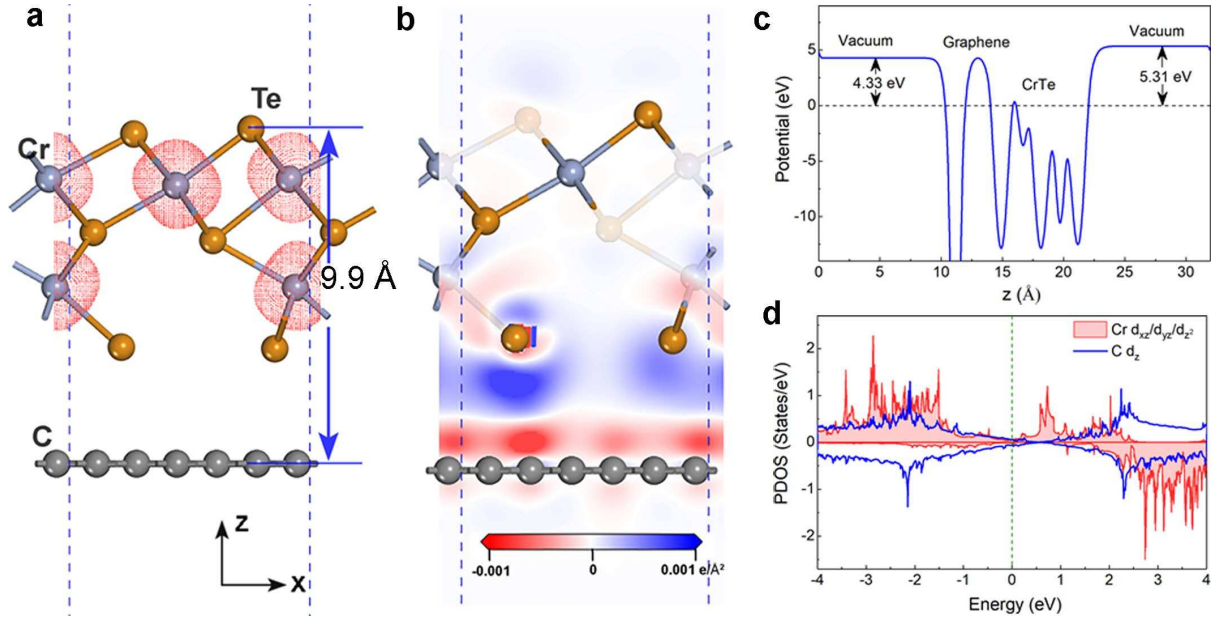 a
Te
Cr
9.9 Å
C
z
x
b
-0.001
0
0.001 e/Å²
c
Vacuum
Graphene
Vacuum
CrTe
4.33 eV
5.31 eV
5
0
-5
-10
Potential (eV)
0
5
10
15
20
25
30
z (Å)
d
Cr dxz/dyz/dz²
C dz
2
1
0
-1
-2
PDOS (States/eV)
-4
-3
-2
-1
0
1
2
3
4
Energy (eV)